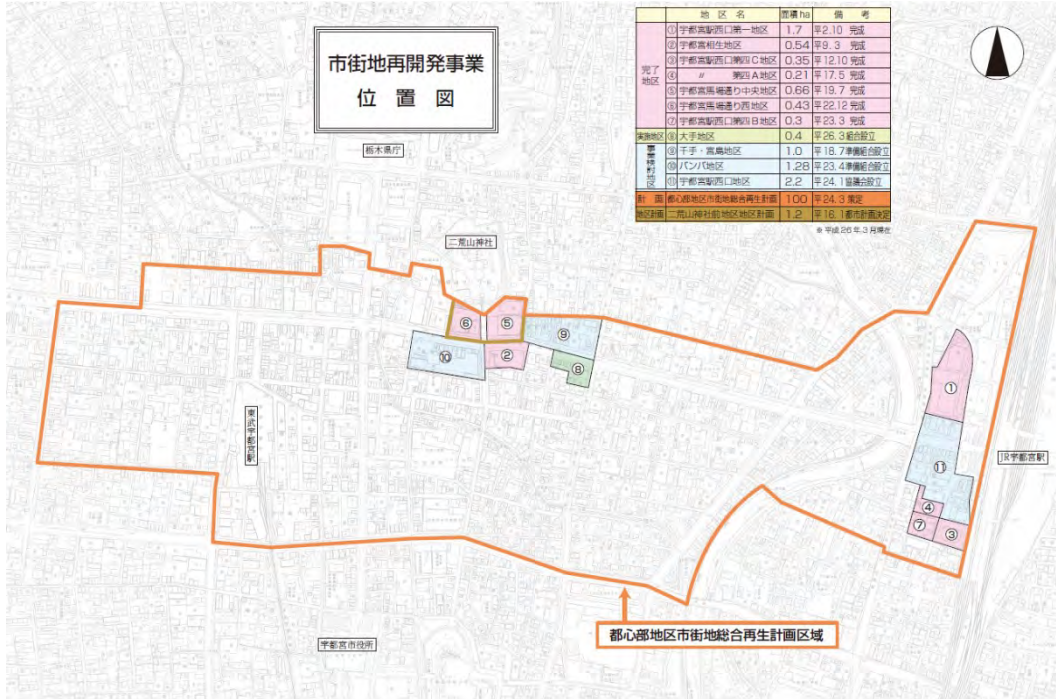 市街地再開発事業
位置図
地区名 面積ha 備考
完了地区
① 宇都宮駅西口第一地区 1.7 平2.10 完成
② 宇都宮相生地区 0.54 平9.3 完成
③ 宇都宮駅西口第四C地区 0.35 平12.10 完成
④ 〃 第四A地区 0.21 平17.5 完成
⑤ 宇都宮馬場通り中央地区 0.66 平19.7 完成
⑥ 宇都宮馬場通り西地区 0.43 平22.12 完成
⑦ 宇都宮駅西口第四B地区 0.3 平23.3 完成
実施地区 ⑧ 大手地区 0.4 平26.3 組合設立
事業検討地区
⑨ 千手・宮島地区 1.0 平18.7 準備組合設立
⑩ バンバ地区 1.28 平23.4 準備組合設立
⑪ 宇都宮駅西口地区 2.2 平24.1 協議会設立
計画 都心部地区市街地総合再生計画 100 平24.3 策定
地区計画 二荒山神社前地区地区計画 1.2 平16.1 都市計画決定
※ 平成26年3月現在
栃木県庁
二荒山神社
⑥
⑤
⑨
⑩
②
⑧
①
東武宇都宮駅
JR宇都宮駅
⑪
④
⑦
③
都心部地区市街地総合再生計画区域
宇都宮市役所